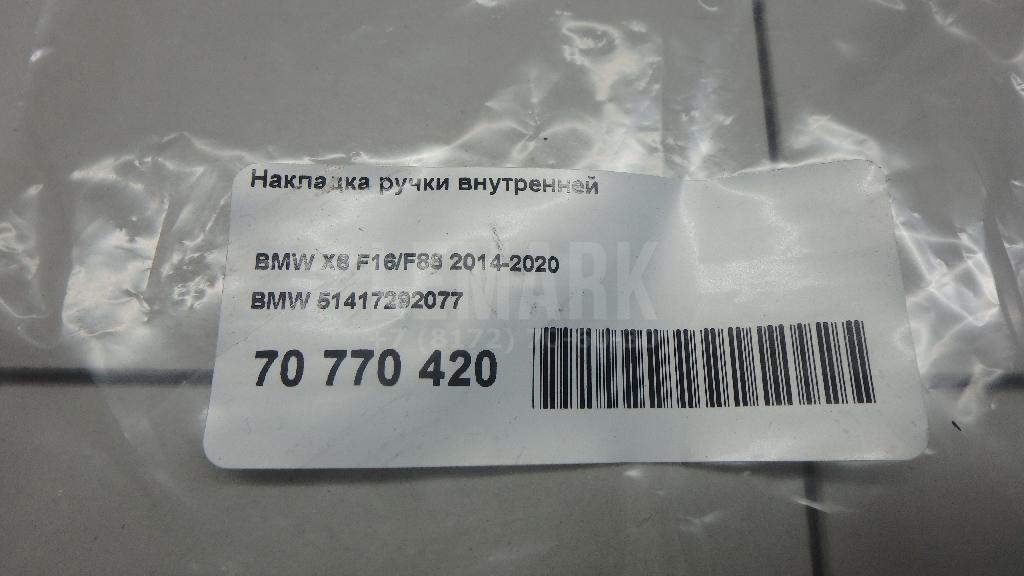 Накладка ручки внутренней
BMW X6 F16/F86 2014-2020
BMW 51417292077
70 770 420